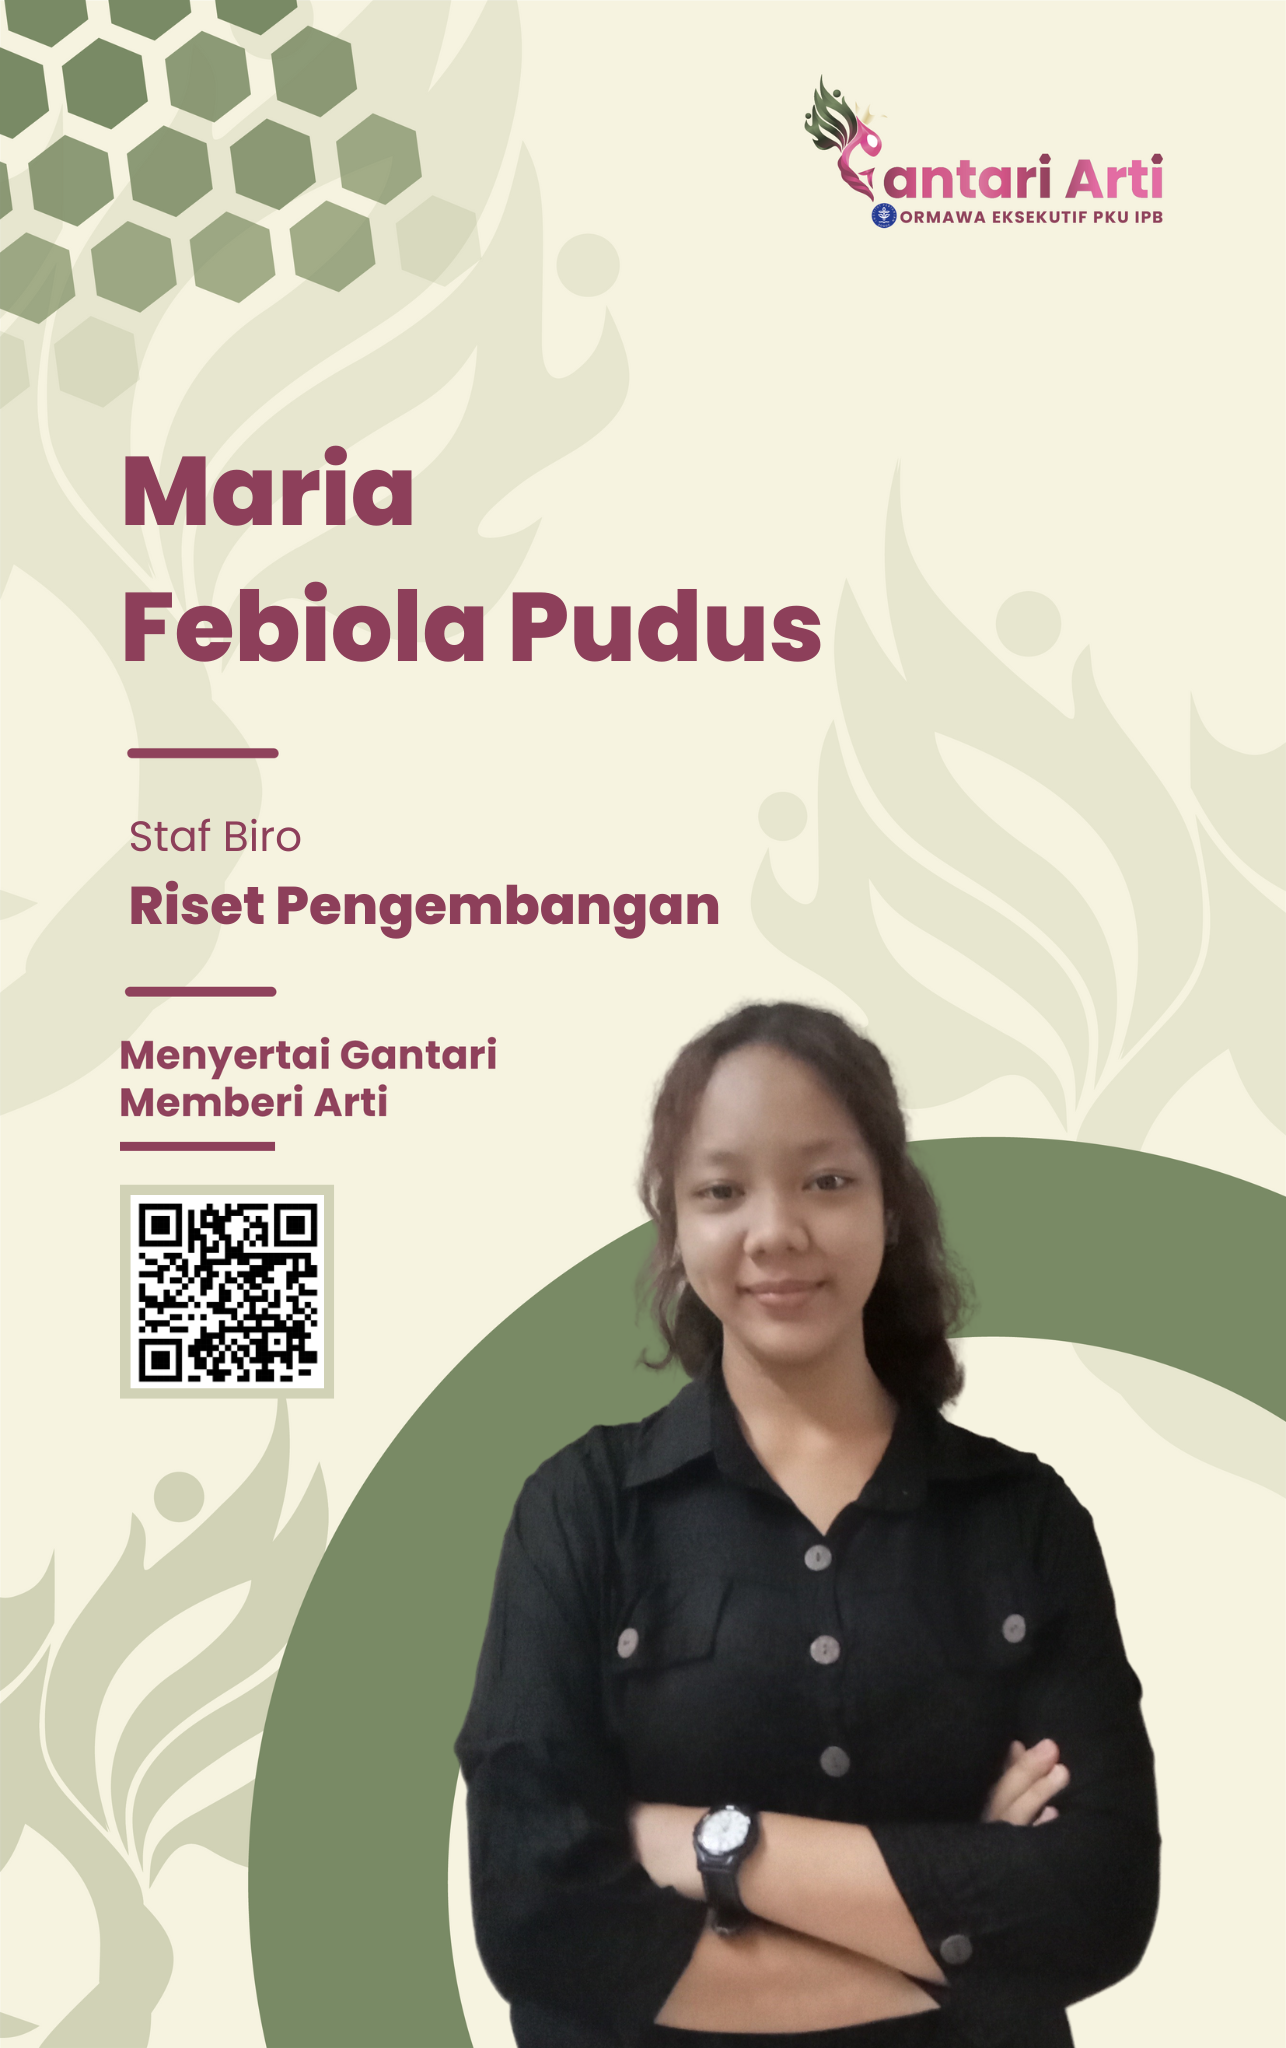 Gantari Arti
ORMAWA EKSEKUTIF PKU IPB
Maria
Febiola Pudus
Staf Biro
Riset Pengembangan
Menyertai Gantari
Memberi Arti